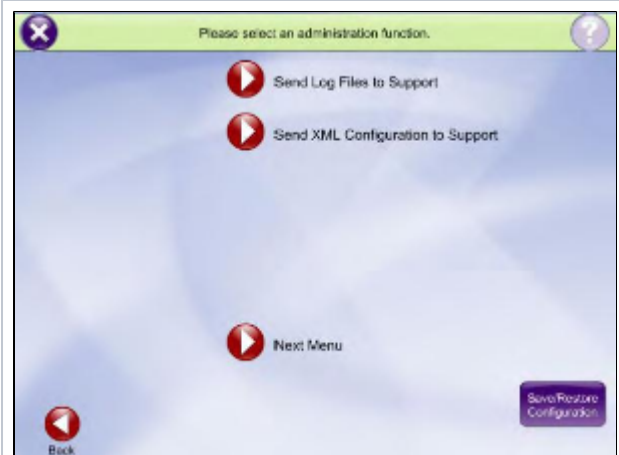 Please select an administration function.
?
Send Log Files to Support
Send XML Configuration to Support
Next Menu
Save/Restore
Configuration
Back